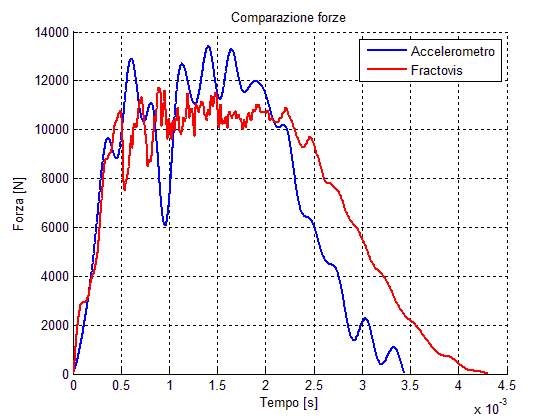 Comparazione forze
14000
12000
10000
8000
6000
4000
2000
0
Forza [N]
Accelerometro
Fractovis
0 0.5 1 1.5 2 2.5 3 3.5 4 4.5
Tempo [s]
x 10^-3